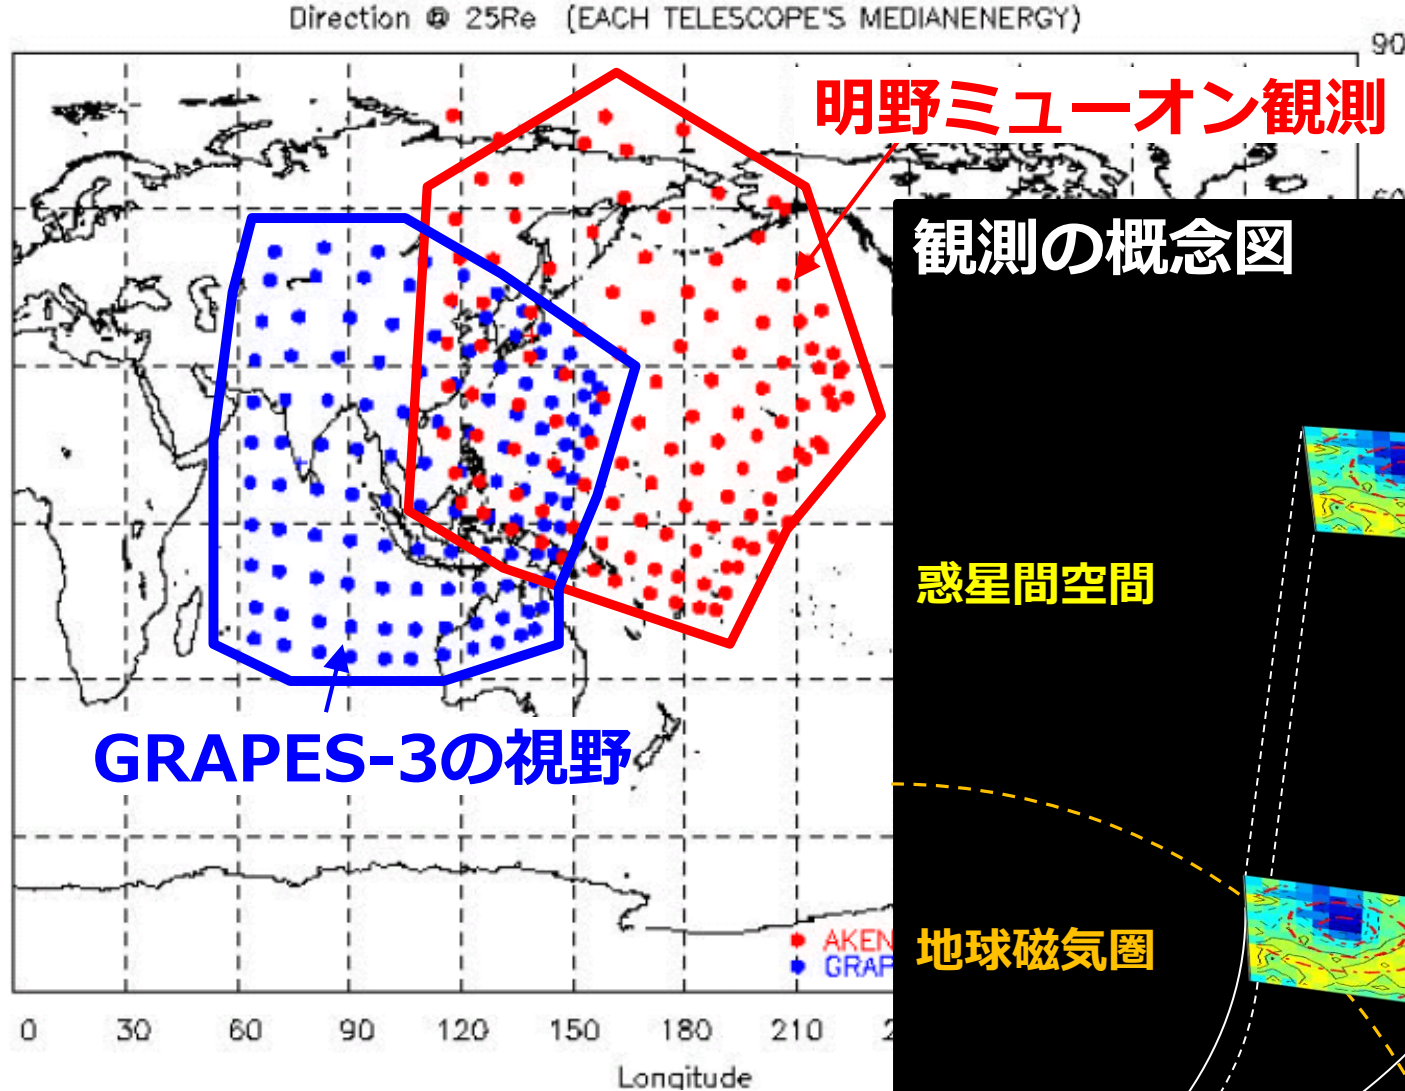 Direction @ 25Re (EACH TELESCOPE'S MEDIANENERGY)
90
明野ミューオン観測
観測の概念図
GRAPES-3の視野
惑星間空間
地球磁気圏
AKEN
GRAP
0 30 60 90 120 150 180 210
Longitude